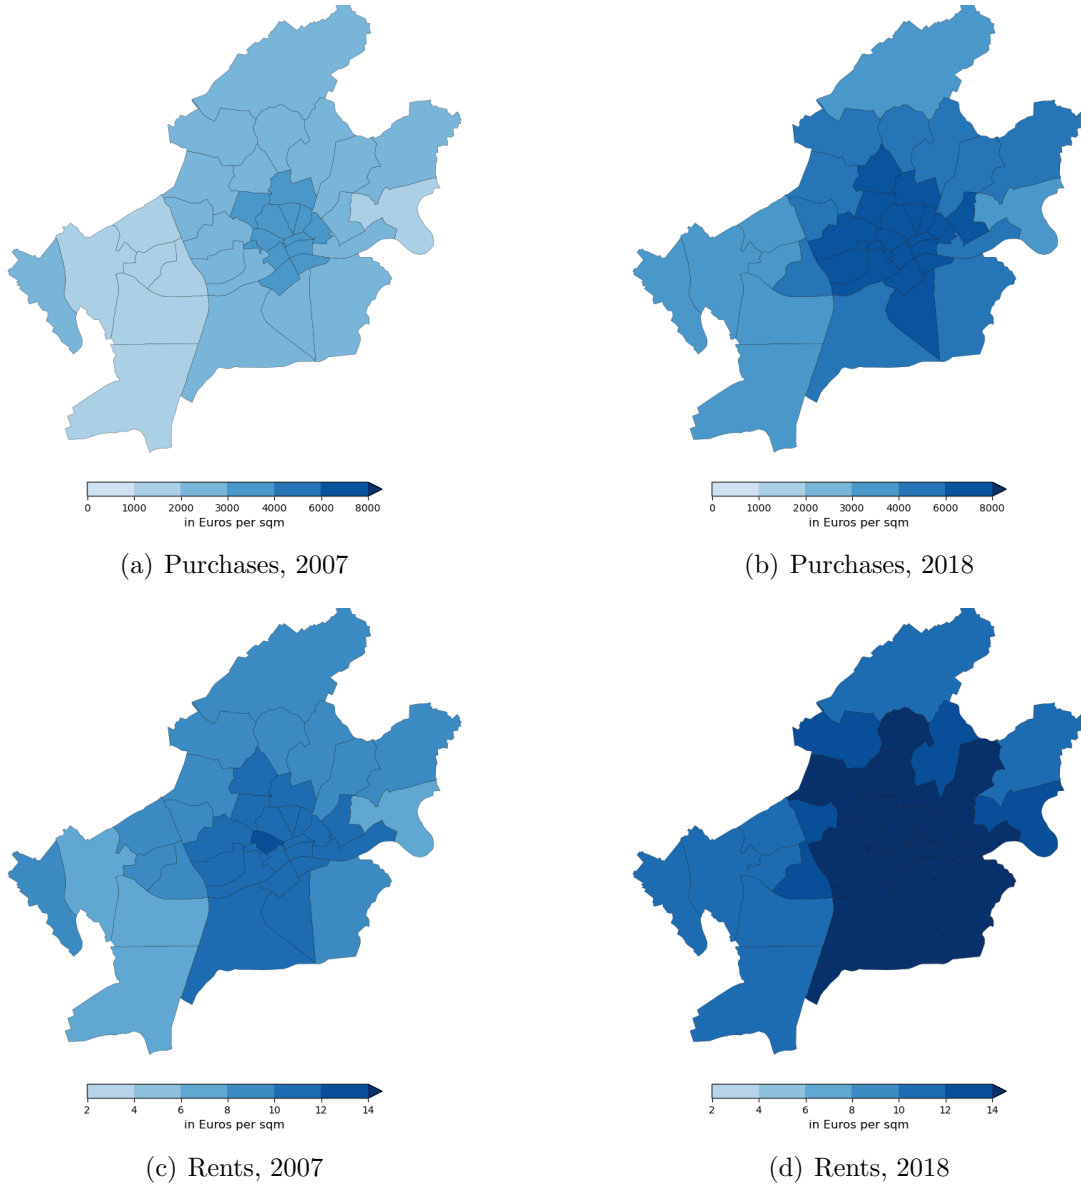 0 1000 2000 3000 4000 6000 8000
in Euros per sqm
(a) Purchases, 2007
0 1000 2000 3000 4000 6000 8000
in Euros per sqm
(b) Purchases, 2018
2 4 6 8 10 12 14
in Euros per sqm
(c) Rents, 2007
2 4 6 8 10 12 14
in Euros per sqm
(d) Rents, 2018